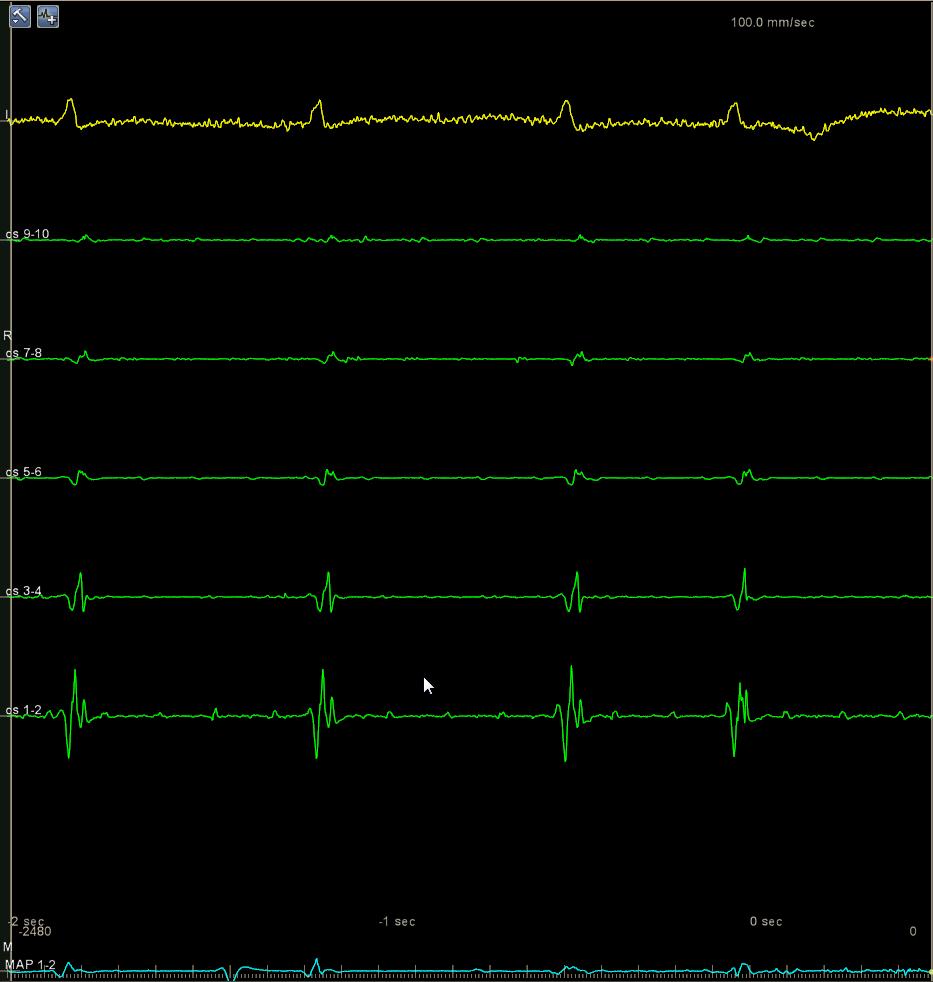 100.0 mm/sec
I
cs 9-10
R
cs 7-8
cs 5-6
cs 3-4
cs 1-2
-2 sec
-1 sec
0 sec
-2480
0
M
MAP 1-2